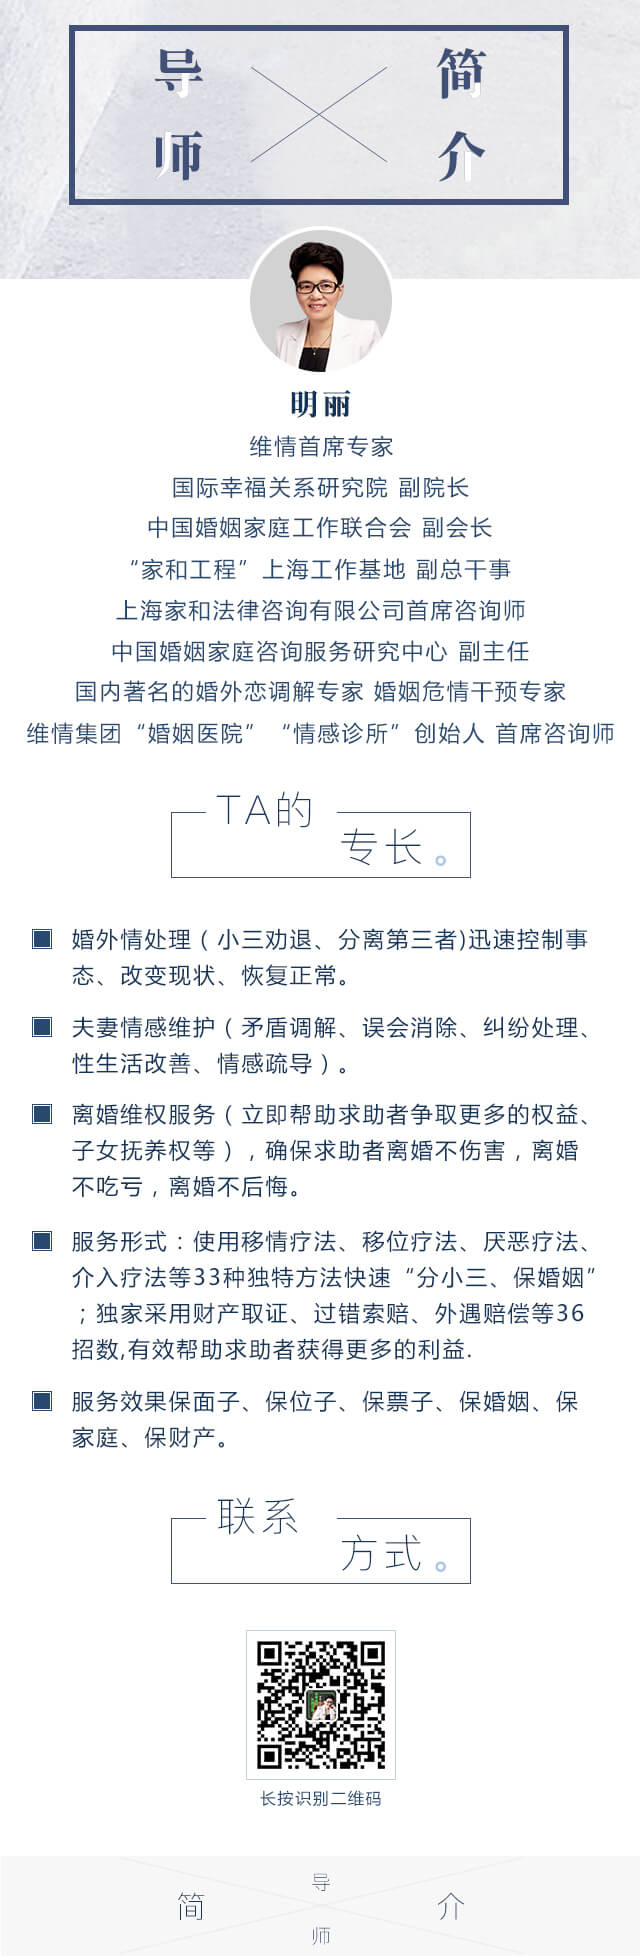 导 简
师 介
明丽
维情首席专家
国际幸福关系研究院 副院长
中国婚姻家庭工作联合会 副会长
“家和工程”上海工作基地 副总干事
上海家和法律咨询有限公司首席咨询师
中国婚姻家庭咨询服务研究中心 副主任
国内著名的婚外恋调解专家 婚姻危情干预专家
维情集团“婚姻医院”“情感诊所”创始人 首席咨询师
TA的
专长。
婚外情处理（小三劝退、分离第三者)迅速控制事
态、改变现状、恢复正常。
夫妻情感维护（矛盾调解、误会消除、纠纷处理、
性生活改善、情感疏导）。
离婚维权服务（立即帮助求助者争取更多的权益、
子女抚养权等），确保求助者离婚不伤害，离婚
不吃亏，离婚不后悔。
服务形式：使用移情疗法、移位疗法、厌恶疗法、
介入疗法等33种独特方法快速“分小三、保婚姻”
；独家采用财产取证、过错索赔、外遇赔偿等36
招数,有效帮助求助者获得更多的利益.
服务效果保面子、保位子、保票子、保婚姻、保
家庭、保财产。
联系
方式。
长按识别二维码
导
简 介
师